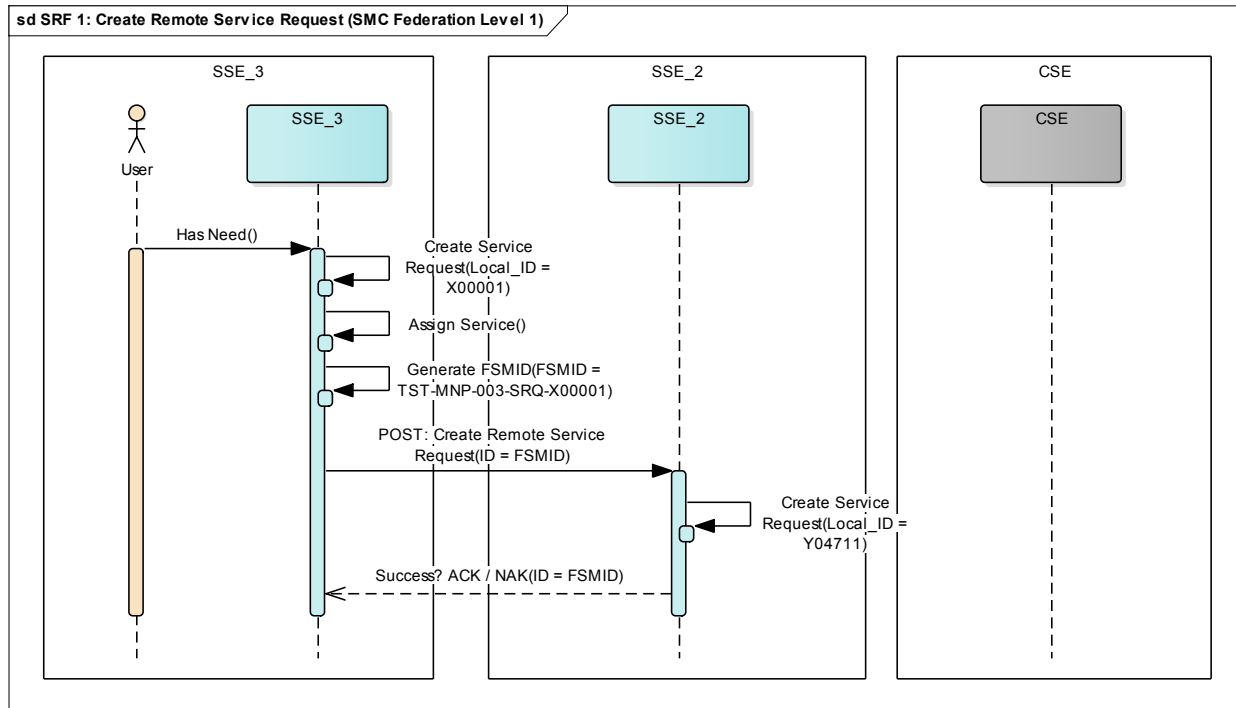 sd SRF 1: Create Remote Service Request (SMC Federation Level 1)
SSE_3
SSE_2
CSE
SSE_3
SSE_2
CSE
User
Has Need()
Create Service
Request(Local_ID =
X00001)
Assign Service()
Generate FSMID(FSMID =
TST-MNP-003-SRQ-X00001)
POST: Create Remote Service
Request(ID = FSMID)
Create Service
Request(Local_ID =
Y04711)
Success? ACK / NAK(ID = FSMID)